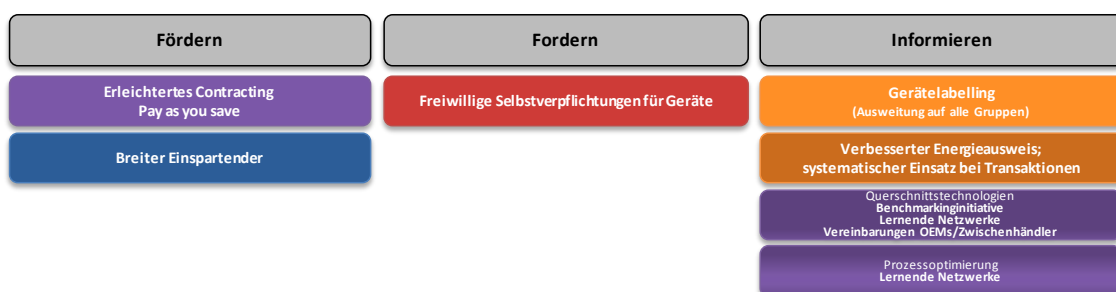 Fördern
Fordern
Informieren
Erleichtertes Contracting
Pay as you save
Freiwillige Selbstverpflichtungen für Geräte
Gerätelabelling
(Ausweitung auf alle Gruppen)
Breiter Einspartender
Verbesserter Energieausweis;
systematischer Einsatz bei Transaktionen
Querschnittstechnologien
Benchmarkinginitiative
Lernende Netzwerke
Vereinbarungen OEMs/Zwischenhändler
Prozessoptimierung
Lernende Netzwerke